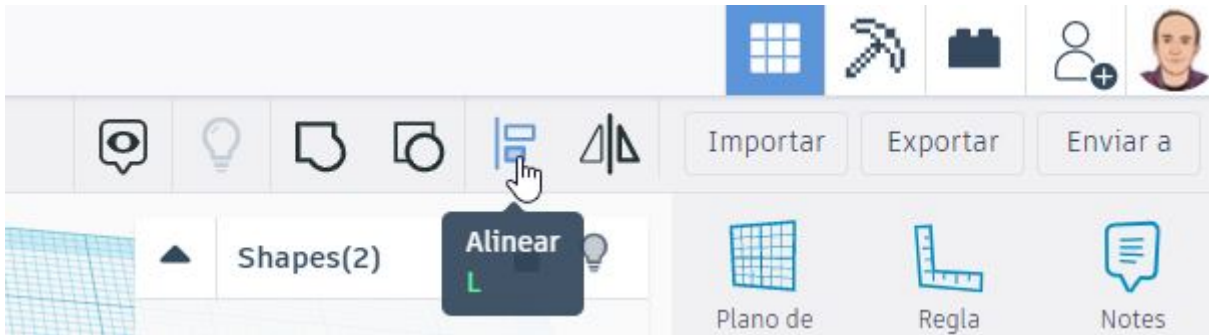 Importar
Exportar
Enviar a
Shapes(2)
Alinear
L
Plano de
Regla
Notes